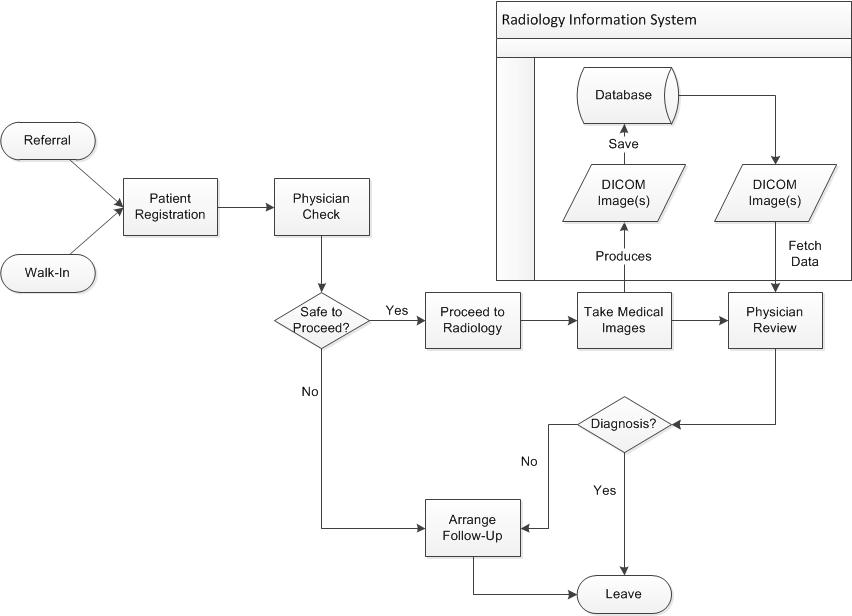 Radiology Information System
Database
Save
DICOM
Image(s)
DICOM
Image(s)
Produces
Fetch
Data
Referral
Walk-In
Patient
Registration
Physician
Check
Safe to
Proceed?
Yes
No
Proceed to
Radiology
Take Medical
Images
Physician
Review
Diagnosis?
No
Yes
Arrange
Follow-Up
Leave